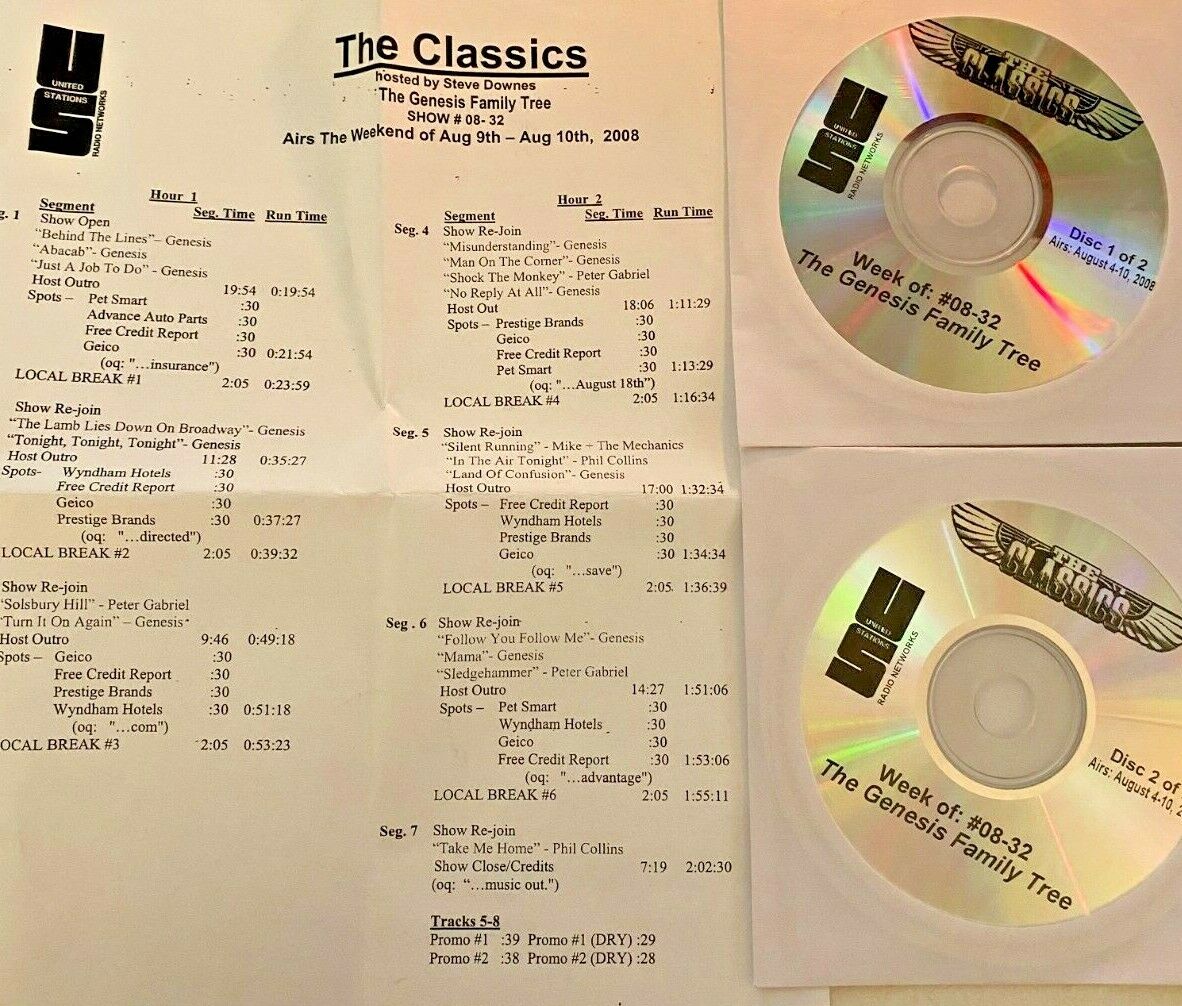 US
UNITED
STATIONS
RADIO NETWORKS
The Classics
hosted by Steve Downes
The Genesis Family Tree
SHOW # 08- 32
Airs The Weekend of Aug 9th – Aug 10th, 2008
Hour 1
Segment Seg. Time Run Time
g. 1 Show Open
"Behind The Lines"– Genesis
"Abacab"- Genesis
"Just A Job To Do" - Genesis
Host Outro 19:54 0:19:54
Spots – Pet Smart :30
Advance Auto Parts :30
Free Credit Report :30
Geico :30 0:21:54
(oq: "…insurance")
LOCAL BREAK #1 2:05 0:23:59
Show Re-join
"The Lamb Lies Down On Broadway"- Genesis
"Tonight, Tonight, Tonight"- Genesis
Host Outro 11:28 0:35:27
Spots- Wyndham Hotels :30
Free Credit Report :30
Geico :30
Prestige Brands :30 0:37:27
(oq: "…directed")
LOCAL BREAK #2 2:05 0:39:32
Show Re-join
"Solsbury Hill" - Peter Gabriel
"Turn It On Again" – Genesis
Host Outro 9:46 0:49:18
Spots – Geico :30
Free Credit Report :30
Prestige Brands :30
Wyndham Hotels :30 0:51:18
(oq: "…com")
OCAL BREAK #3 2:05 0:53:23
Hour 2
Segment Seg. Time Run Time
Seg. 4 Show Re-Join
"Misunderstanding"- Genesis
"Man On The Corner"- Genesis
"Shock The Monkey" - Peter Gabriel
"No Reply At All"- Genesis
Host Out 18:06 1:11:29
Spots – Prestige Brands :30
Geico :30
Free Credit Report :30
Pet Smart :30 1:13:29
(oq: "…August 18th")
LOCAL BREAK #4 2:05 1:16:34
Seg. 5 Show Re-join
"Silent Running" - Mike + The Mechanics
"In The Air Tonight" - Phil Collins
"Land Of Confusion"- Genesis
Host Outro 17:00 1:32:34
Spots – Free Credit Report :30
Wyndham Hotels :30
Prestige Brands :30
Geico :30 1:34:34
(oq: "…save")
LOCAL BREAK #5 2:05 1:36:39
Seg . 6 Show Re-join
"Follow You Follow Me"- Genesis
"Mama"- Genesis
"Sledgehammer" - Peter Gabriel
Host Outro 14:27 1:51:06
Spots – Pet Smart :30
Wyndham Hotels :30
Geico :30
Free Credit Report :30 1:53:06
(oq: "…advantage")
LOCAL BREAK #6 2:05 1:55:11
Seg. 7 Show Re-join
"Take Me Home" - Phil Collins
Show Close/Credits 7:19 2:02:30
(oq: "…music out.")
Tracks 5-8
Promo #1 :39 Promo #1 (DRY) :29
Promo #2 :38 Promo #2 (DRY) :28
THE
CLASSICS
US
UNITED
STATIONS
RADIO NETWORKS
Disc 1 of 2
Airs: August 4-10, 2008
Week of: #08-32
The Genesis Family Tree
THE
CLASSICS
US
UNITED
STATIONS
RADIO NETWORKS
Disc 2 of
Airs: August 4-10, 2
Week of: #08-32
The Genesis Family Tree